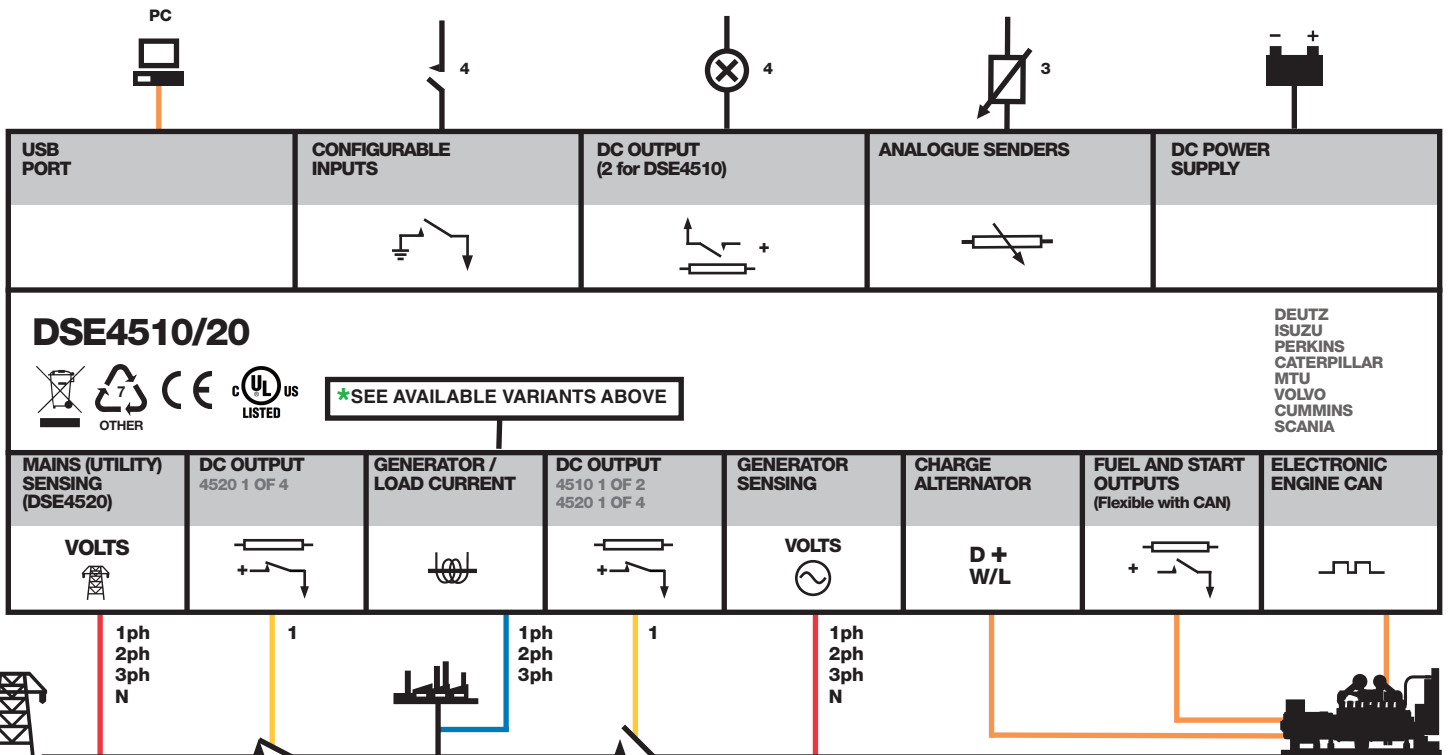 PC
4
4
3
– +
USB
PORT
CONFIGURABLE
INPUTS
DC OUTPUT
(2 for DSE4510)
ANALOGUE SENDERS
DC POWER
SUPPLY
+
DSE4510/20
7
OTHER
CE
c UL US
®
LISTED
*SEE AVAILABLE VARIANTS ABOVE
DEUTZ
ISUZU
PERKINS
CATERPILLAR
MTU
VOLVO
CUMMINS
SCANIA
MAINS (UTILITY)
SENSING
(DSE4520)
DC OUTPUT
4520 1 OF 4
GENERATOR /
LOAD CURRENT
DC OUTPUT
4510 1 OF 2
4520 1 OF 4
GENERATOR
SENSING
CHARGE
ALTERNATOR
FUEL AND START
OUTPUTS
(Flexible with CAN)
ELECTRONIC
ENGINE CAN
VOLTS
+
+
VOLTS
D +
W/L
+
1ph
2ph
3ph
N
1
1ph
2ph
3ph
1
1ph
2ph
3ph
N